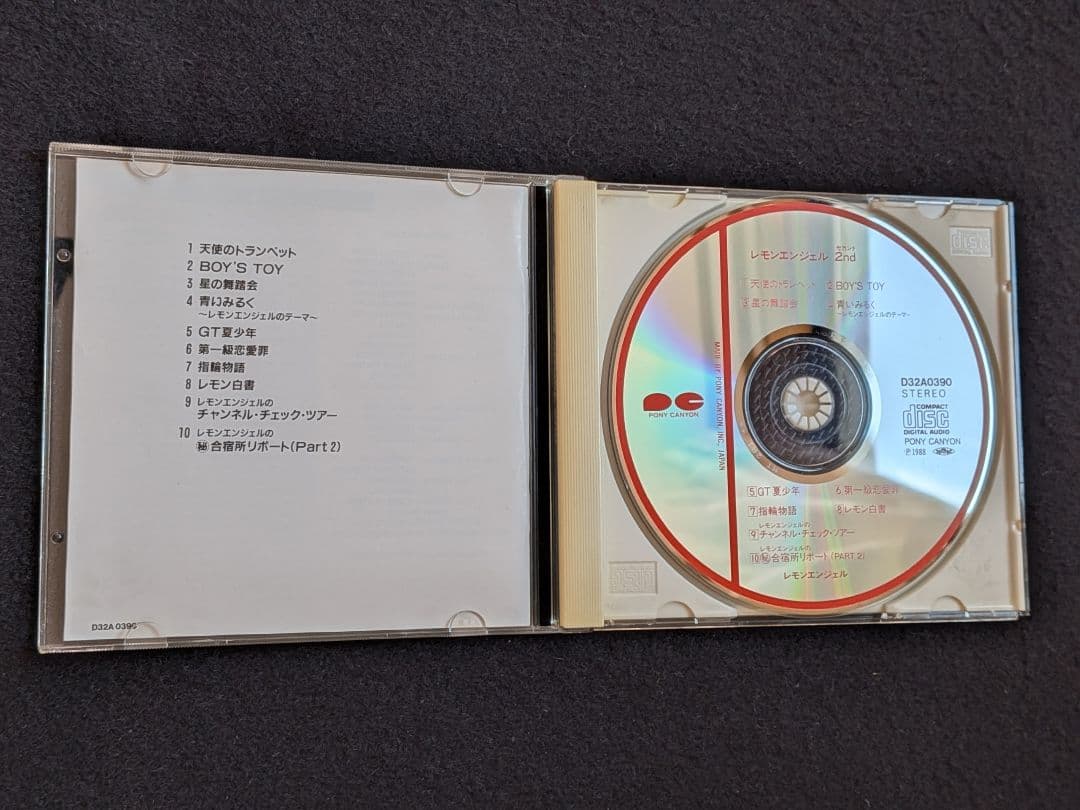 1 天使のトランペット
2 BOY'S TOY
3 星の舞踏会
4 青いみるく
～レモンエンジェルのテーマ～
5 GT夏少年
6 第一級恋愛罪
7 指輪物語
8 レモン白書
9 レモンエンジェルの
チャンネル・チェック・ツアー
10 レモンエンジェルの
㊙合宿所リポート(Part 2)
D32A0390
レモンエンジェル 2nd
セカンド
1 天使のトランペット 2 BOY'S TOY
3 星の舞踏会 4 青いみるく
～レモンエンジェルのテーマ～
PONY CANYON
MADE BY PONY CANYON, INC. JAPAN
D32A0390
STEREO
COMPACT
disc
DIGITAL AUDIO
PONY CANYON
℗1988
5 GT夏少年 6 第一級恋愛罪
7 指輪物語 8 レモン白書
レモンエンジェルの
9 チャンネル・チェック・ツアー
レモンエンジェルの
10 ㊙合宿所リポート(PART 2)
レモンエンジェル
disc
disc